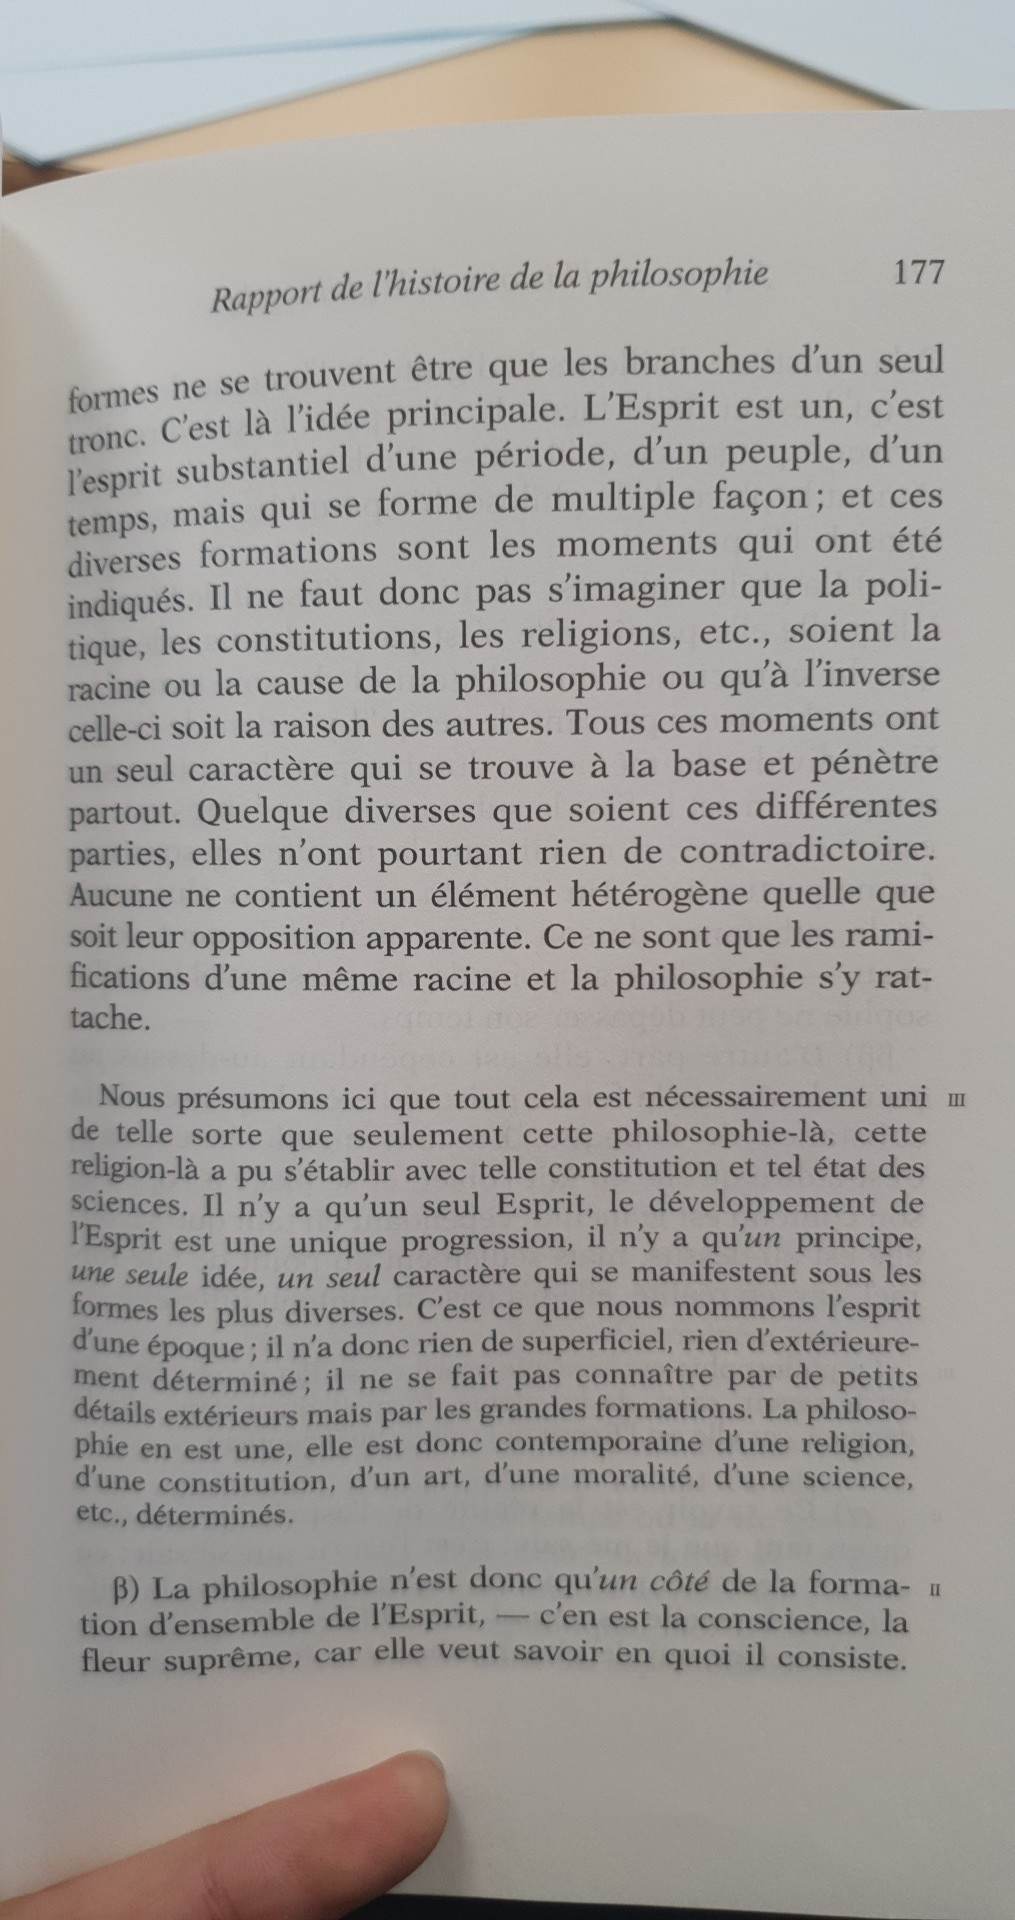 Rapport de l'histoire de la philosophie 177
formes ne se trouvent être que les branches d'un seul
tronc. C'est là l'idée principale. L'Esprit est un, c'est
l'esprit substantiel d'une période, d'un peuple, d'un
temps, mais qui se forme de multiple façon ; et ces
diverses formations sont les moments qui ont été
indiqués. Il ne faut donc pas s'imaginer que la poli-
tique, les constitutions, les religions, etc., soient la
racine ou la cause de la philosophie ou qu'à l'inverse
celle-ci soit la raison des autres. Tous ces moments ont
un seul caractère qui se trouve à la base et pénètre
partout. Quelque diverses que soient ces différentes
parties, elles n'ont pourtant rien de contradictoire.
Aucune ne contient un élément hétérogène quelle que
soit leur opposition apparente. Ce ne sont que les rami-
fications d'une même racine et la philosophie s'y rat-
tache.
Nous présumons ici que tout cela est nécessairement uni III
de telle sorte que seulement cette philosophie-là, cette
religion-là a pu s'établir avec telle constitution et tel état des
sciences. Il n'y a qu'un seul Esprit, le développement de
l'Esprit est une unique progression, il n'y a qu'un principe,
une seule idée, un seul caractère qui se manifestent sous les
formes les plus diverses. C'est ce que nous nommons l'esprit
d'une époque ; il n'a donc rien de superficiel, rien d'extérieure-
ment déterminé ; il ne se fait pas connaître par de petits
détails extérieurs mais par les grandes formations. La philoso-
phie en est une, elle est donc contemporaine d'une religion,
d'une constitution, d'un art, d'une moralité, d'une science,
etc., déterminés.
β) La philosophie n'est donc qu'un côté de la forma- II
tion d'ensemble de l'Esprit, — c'en est la conscience, la
fleur suprême, car elle veut savoir en quoi il consiste.